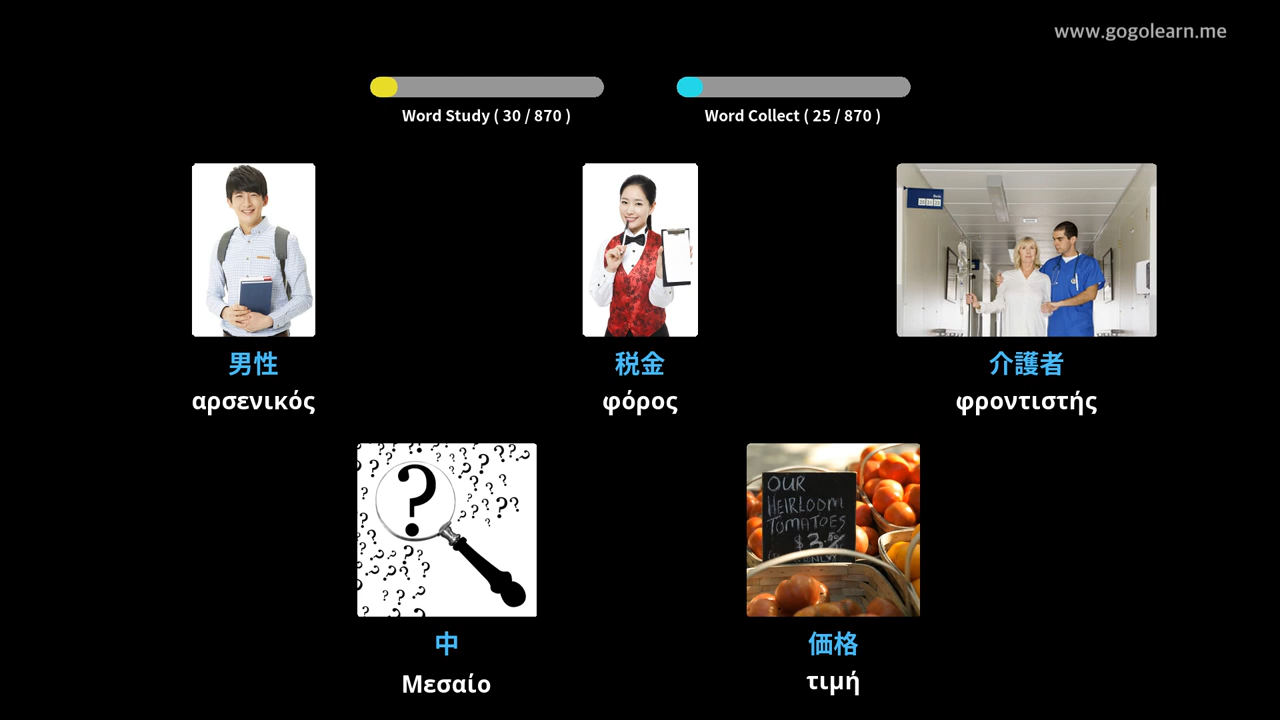 www.gogolearn.me
Word Study ( 30 / 870 )
Word Collect ( 25 / 870 )
男性
αρσενικός
税金
φόρος
介護者
φροντιστής
?
中
Μεσαίο
OUR
HEIRLOOM
TOMATOES
価格
τιμή